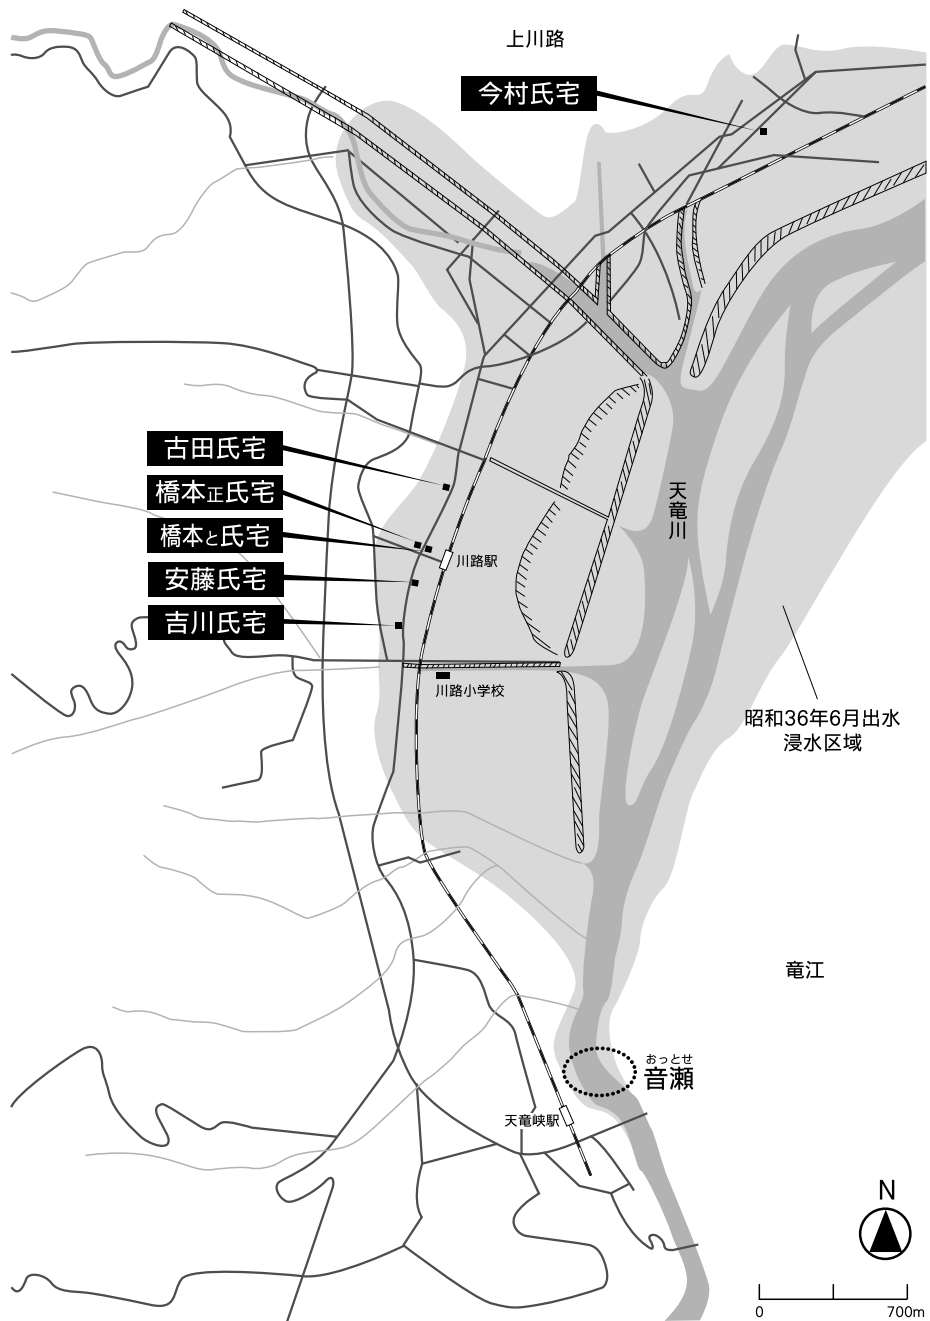 上川路
今村氏宅
古田氏宅
橋本正氏宅
橋本と氏宅
安藤氏宅
吉川氏宅
天竜川
川路駅
川路小学校
昭和36年6月出水
浸水区域
竜江
おっとせ
音瀬
天竜峡駅
N
0 700m